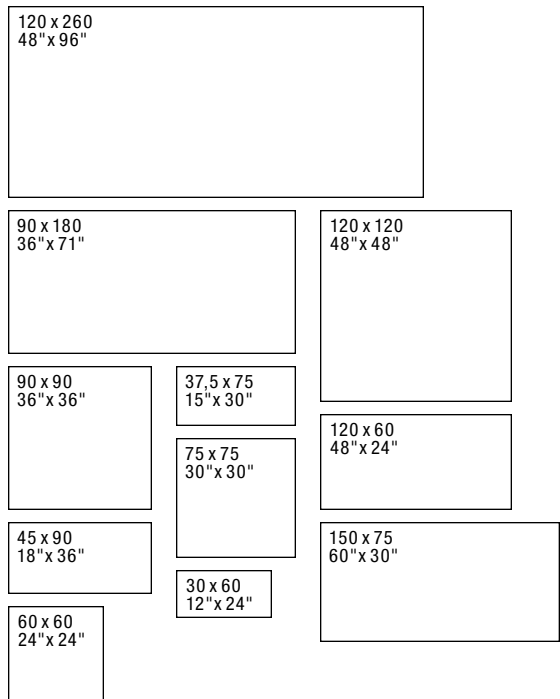 120 x 260
48"x 96"
90 x 180
36"x 71"
120 x 120
48"x 48"
90 x 90
36"x 36"
37,5 x 75
15"x 30"
120 x 60
48"x 24"
75 x 75
30"x 30"
45 x 90
18"x 36"
150 x 75
60"x 30"
30 x 60
12"x 24"
60 x 60
24"x 24"